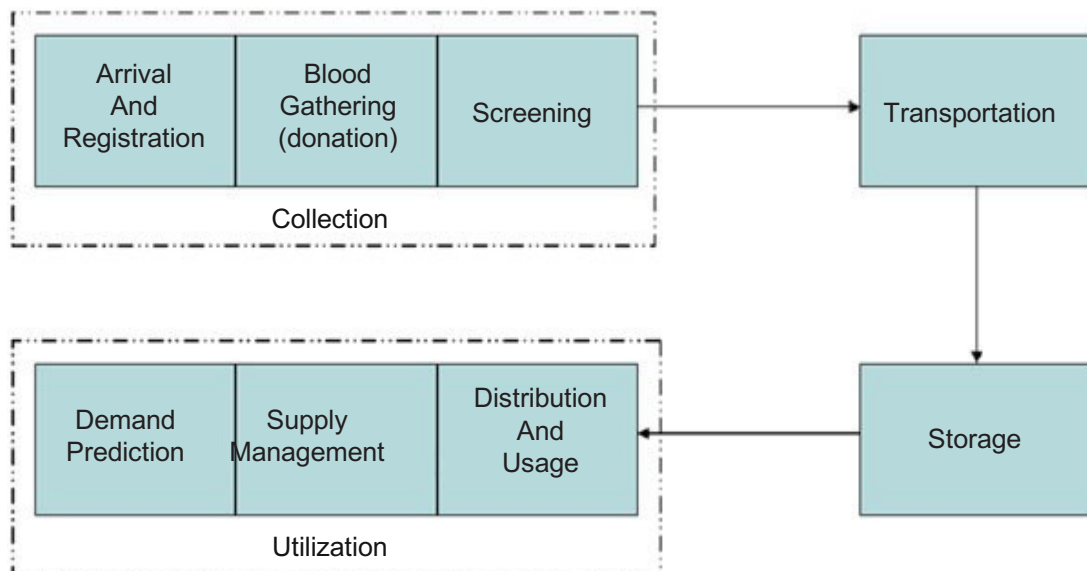 Arrival
And
Registration
Blood
Gathering
(donation)
Screening
Collection
Transportation
Demand
Prediction
Supply
Management
Distribution
And
Usage
Utilization
Storage